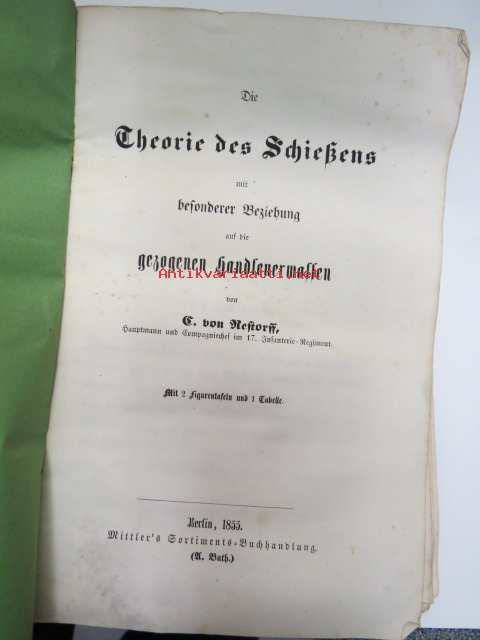 Die
Theorie des Schießens
mit
besonderer Beziehung
auf die
gezogenen Handfeuerwaffen
Antikvariaatti.net
von
C. von Restorff,
Hauptmann und Compagniechef im 17. Infanterie-Regiment.
Mit 2 Figurentafeln und 1 Tabelle.
Berlin, 1855.
Mittler's Sortiments-Buchhandlung.
(A. Bath.)